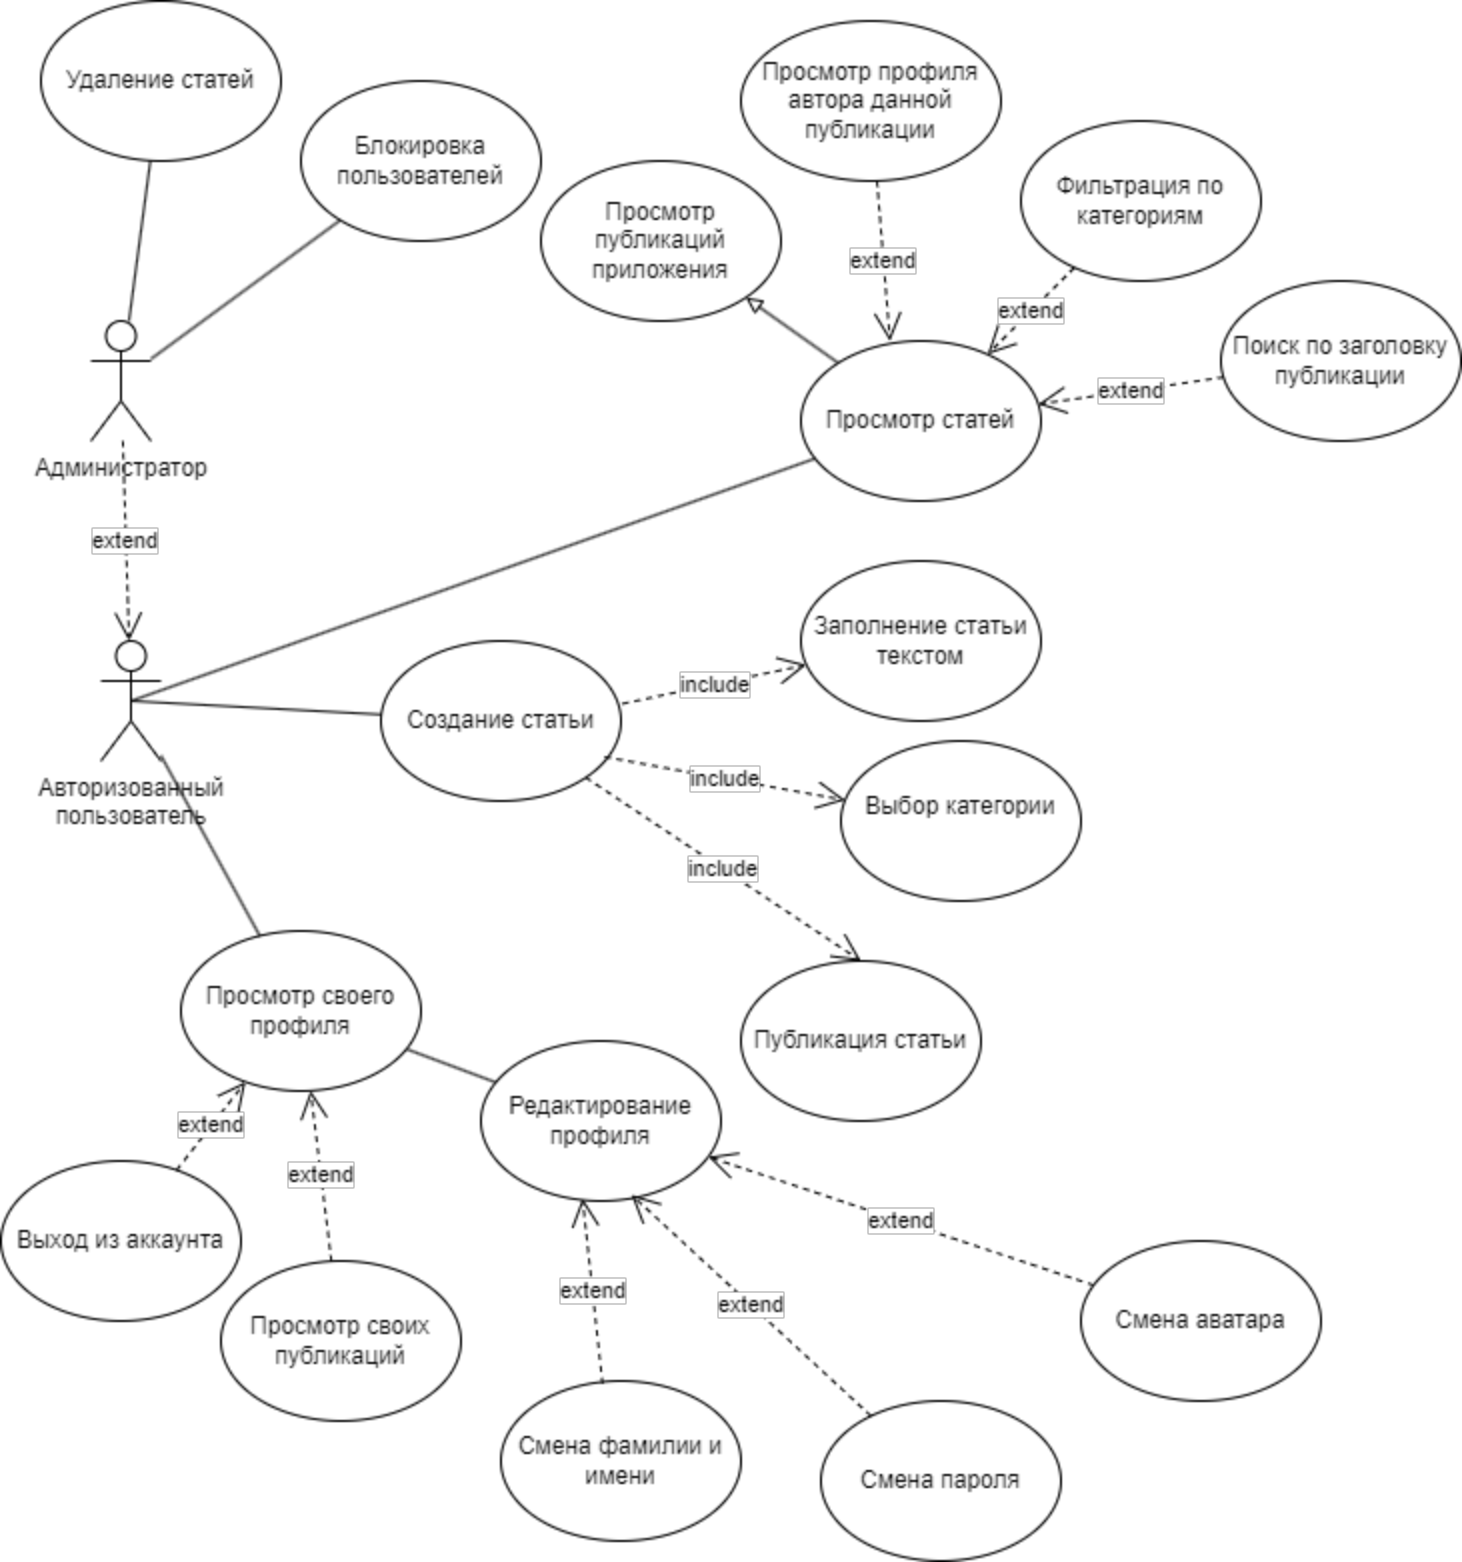 Удаление статей
Блокировка
пользователей
Просмотр
публикаций
приложения
Просмотр профиля
автора данной
публикации
Фильтрация по
категориям
extend
extend
Поиск по заголовку
публикации
extend
Просмотр статей
Администратор
extend
Заполнение статьи
текстом
include
Создание статьи
Авторизованный
пользователь
include
Выбор категории
include
Просмотр своего
профиля
Публикация статьи
Редактирование
профиля
extend
extend
extend
Выход из аккаунта
Просмотр своих
публикаций
extend
extend
Смена аватара
Смена фамилии и
имени
Смена пароля